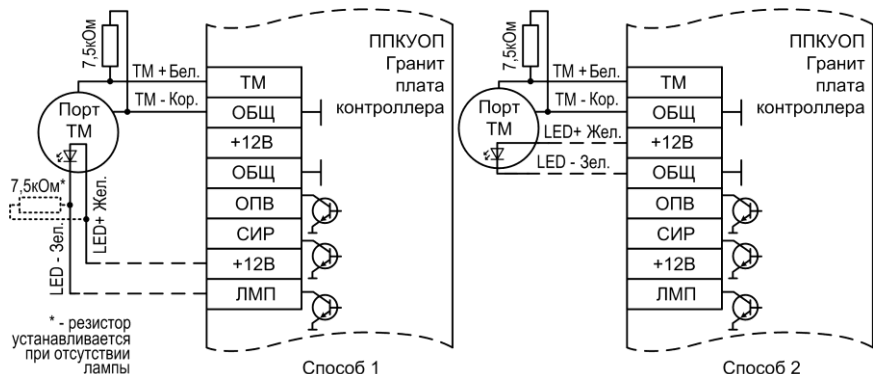 7,5кОм
ТМ + Бел.
ТМ - Кор.
Порт
ТМ
7,5кОм*
LED - Зел.
LED+ Жел.
* - резистор
устанавливается
при отсутствии
лампы
ТМ
ОБЩ
+12В
ОБЩ
ОПВ
СИР
+12В
ЛМП
ППКУОП
Гранит
плата
контроллера
Способ 1
7,5кОм
ТМ + Бел.
ТМ - Кор.
Порт
ТМ
LED+ Жел.
LED - Зел.
ТМ
ОБЩ
+12В
ОБЩ
ОПВ
СИР
+12В
ЛМП
ППКУОП
Гранит
плата
контроллера
Способ 2